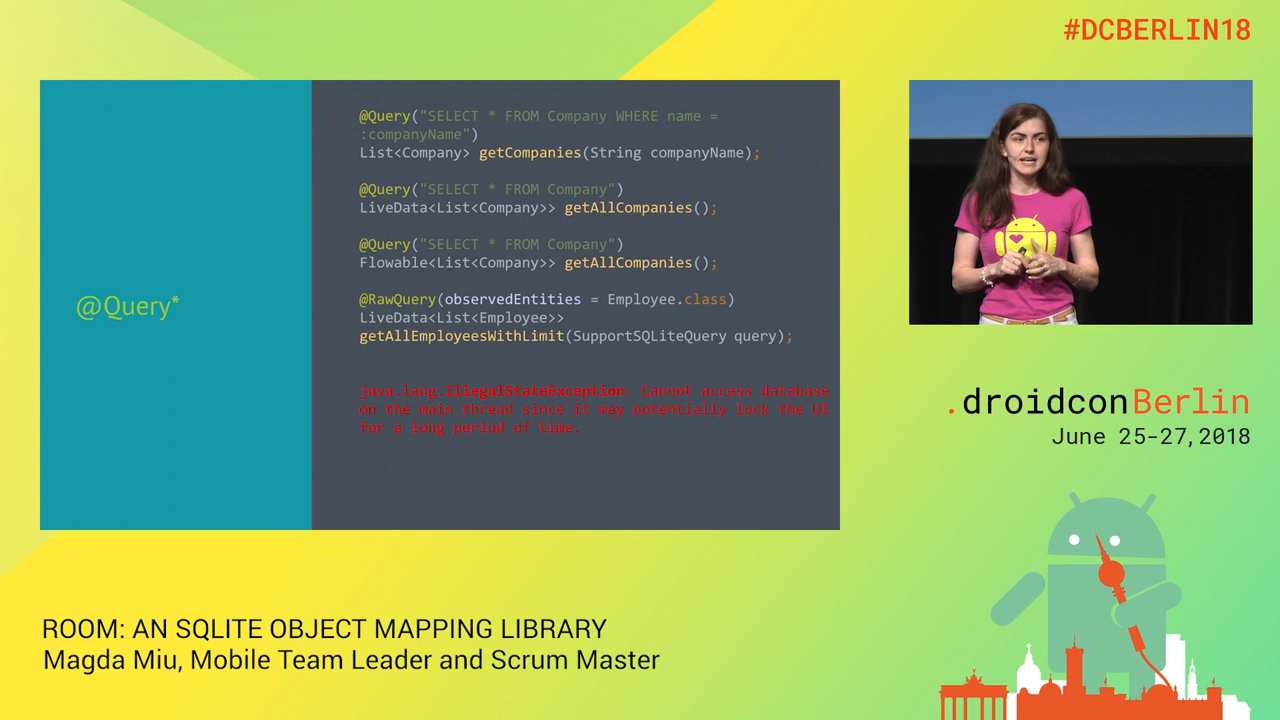 #DCBERLIN18
@Query*
@Query("SELECT * FROM Company WHERE name =
:companyName")
List<Company> getCompanies(String companyName);
@Query("SELECT * FROM Company")
LiveData<List<Company>> getAllCompanies();
@Query("SELECT * FROM Company")
Flowable<List<Company>> getAllCompanies();
@RawQuery(observedEntities = Employee.class)
LiveData<List<Employee>>
getAllEmployeesWithLimit(SupportSQLiteQuery query);
java.lang.IllegalStateException: Cannot access database
on the main thread since it may potentially lock the UI
for a long period of time.
.droidconBerlin
June 25-27, 2018
ROOM: AN SQLITE OBJECT MAPPING LIBRARY
Magda Miu, Mobile Team Leader and Scrum Master